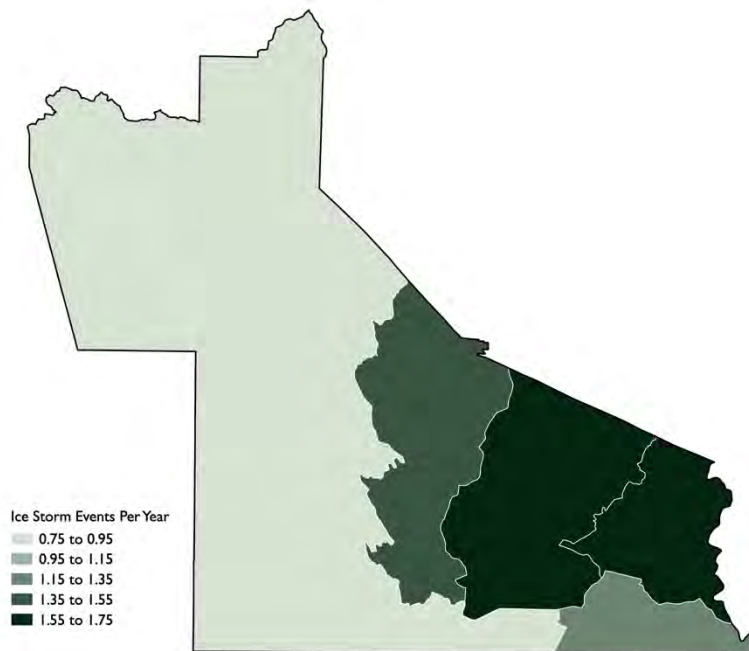 Ice Storm Events Per Year
0.75 to 0.95
0.95 to 1.15
1.15 to 1.35
1.35 to 1.55
1.55 to 1.75